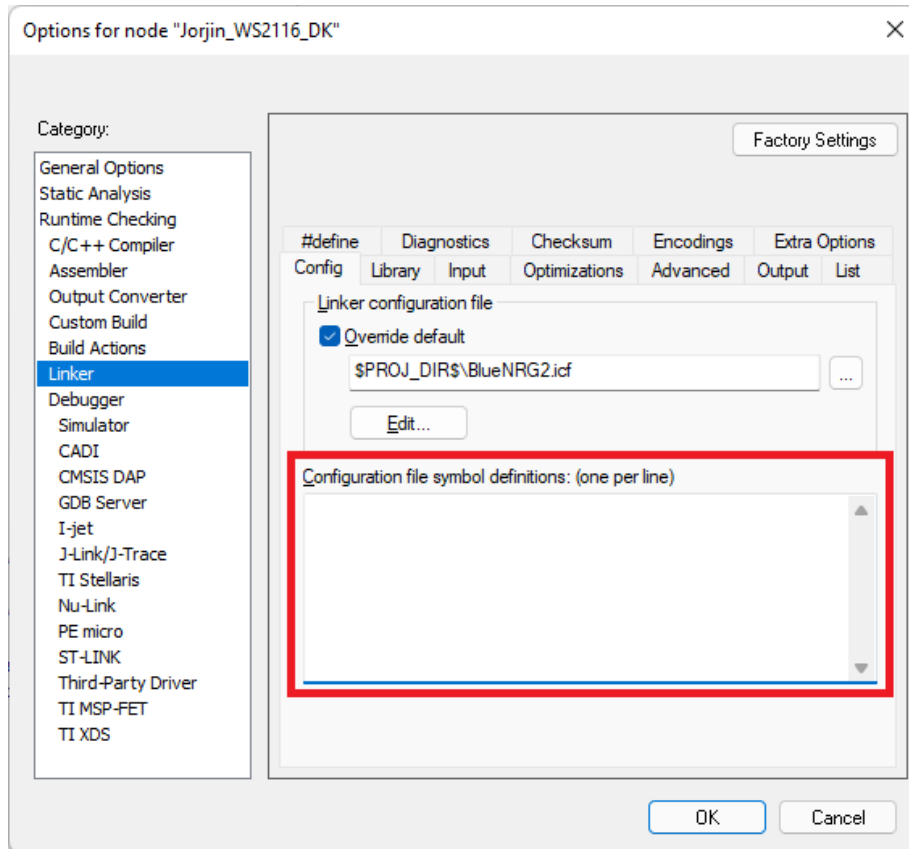 Options for node "Jorjin_WS2116_DK"
Category:
General Options
Static Analysis
Runtime Checking
C/C++ Compiler
Assembler
Output Converter
Custom Build
Build Actions
Linker
Debugger
Simulator
CADI
CMSIS DAP
GDB Server
I-jet
J-Link/J-Trace
TI Stellaris
Nu-Link
PE micro
ST-LINK
Third-Party Driver
TI MSP-FET
TI XDS
Factory Settings
#define Diagnostics Checksum Encodings Extra Options
Config Library Input Optimizations Advanced Output List
Linker configuration file
Override default
$PROJ_DIR$\BlueNRG2.icf
...
Edit...
Configuration file symbol definitions: (one per line)
OK Cancel